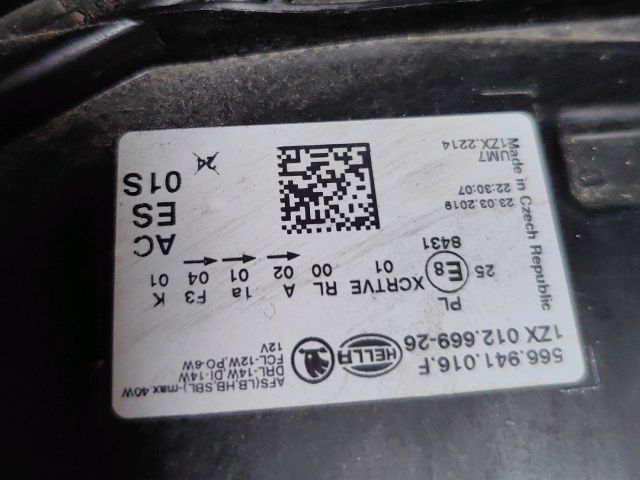 566.941.016.F
1ZX 012.669-26
HELLA
12V
AFS(LB,HB,SBL)-max.40W
DRL-14W,DI-14W
FCL-12W,PO-8W
PL XCRTVE RL A 1a F3 K
01 00 02 01 04 01
25 E8 8431
AC
ES
01S
24
Made in Czech Republic
23.03.2019
22:30:07
1ZX.2214